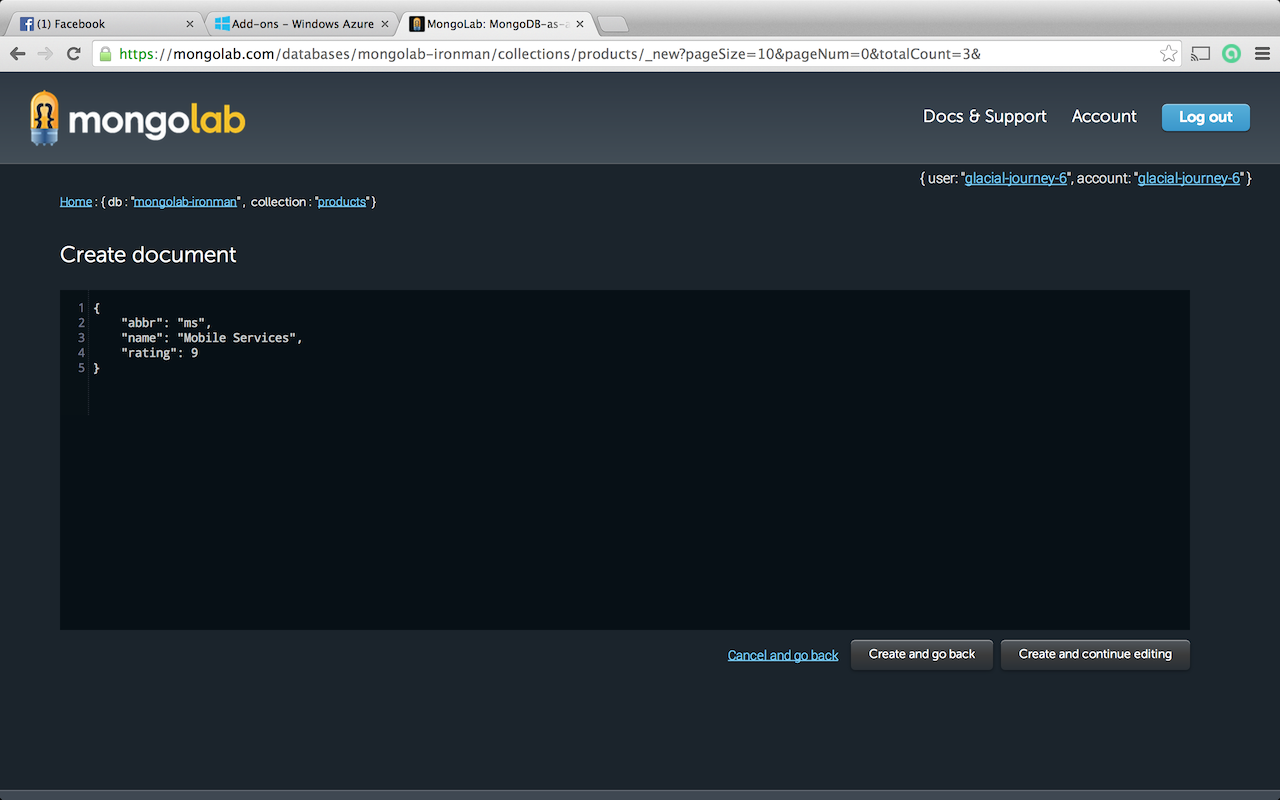 (1) Facebook
Add-ons - Windows Azure
MongoLab: MongoDB-as-a
https://mongolab.com/databases/mongolab-ironman/collections/products/_new?pageSize=10&pageNum=0&totalCount=3&
mongolab
Docs & Support
Account
Log out
{ user: "glacial-journey-6", account: "glacial-journey-6" }
Home : { db : "mongolab-ironman" , collection : "products" }
Create document
1 {
2 "abbr": "ms",
3 "name": "Mobile Services",
4 "rating": 9
5 }
Cancel and go back
Create and go back
Create and continue editing